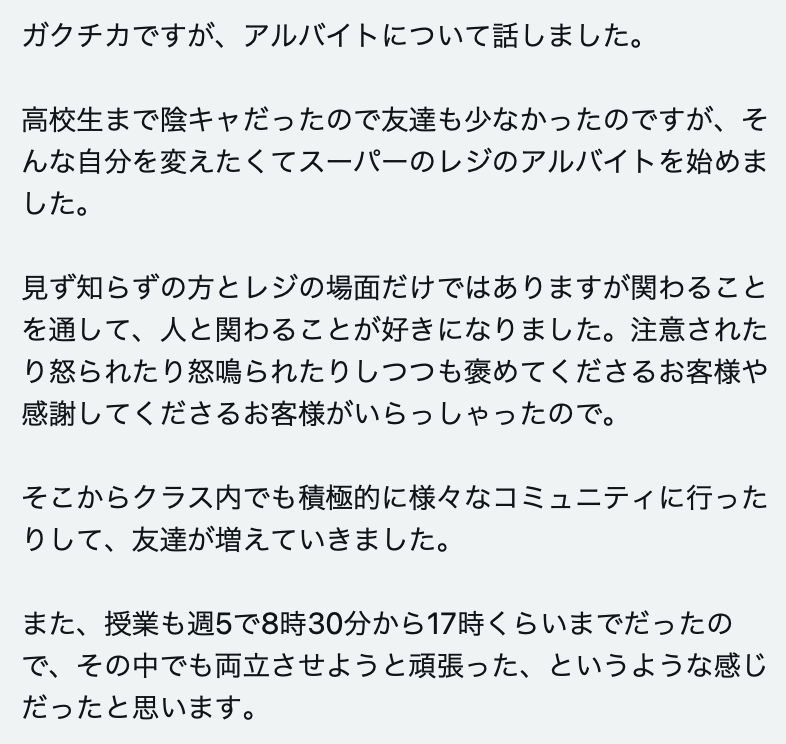 ガクチカですが、アルバイトについて話しました。
高校生まで陰キャだったので友達も少なかったのですが、そ
んな自分を変えたくてスーパーのレジのアルバイトを始めま
した。
見ず知らずの方とレジの場面だけではありますが関わること
を通して、人と関わることが好きになりました。注意された
り怒られたり怒鳴られたりしつつも褒めてくださるお客様や
感謝してくださるお客様がいらっしゃったので。
そこからクラス内でも積極的に様々なコミュニティに行った
りして、友達が増えていきました。
また、授業も週5で8時30分から17時くらいまでだったの
で、その中でも両立させようと頑張った、というような感じ
だったと思います。